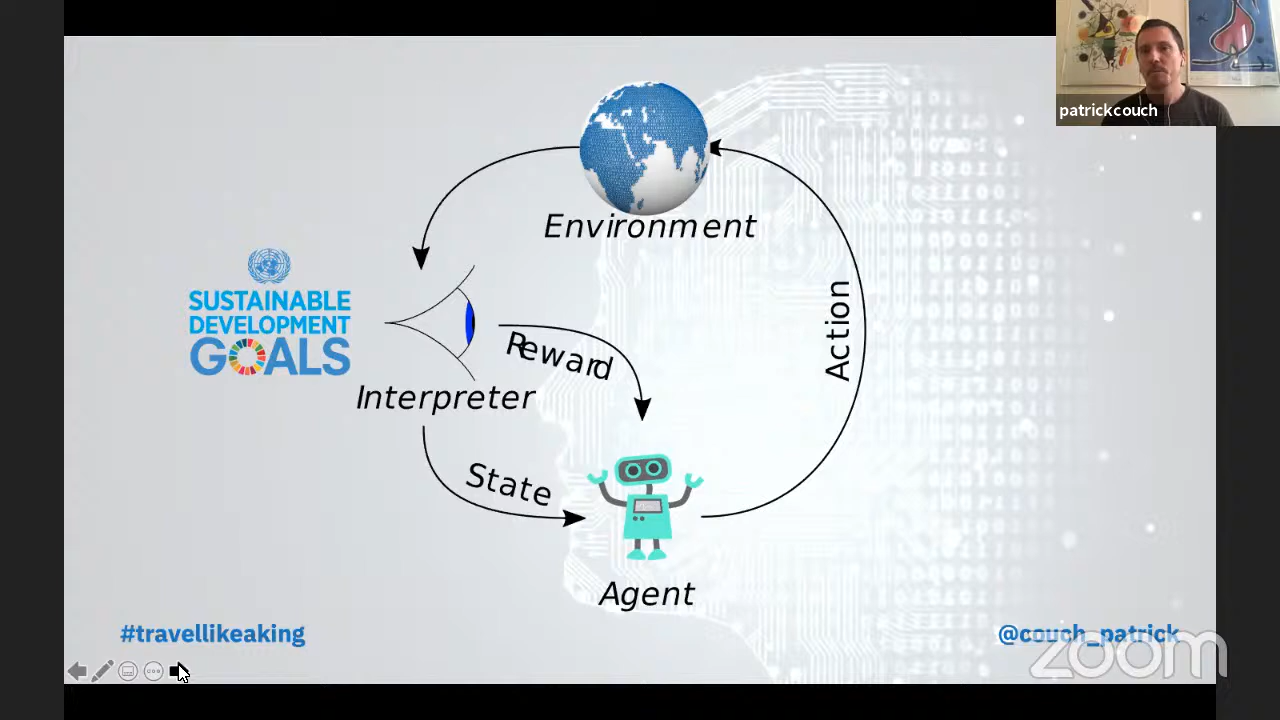 patrickcouch
Environment
SUSTAINABLE
DEVELOPMENT
GOALS
Reward
Action
Interpreter
State
Agent
#travellikeaking
@couch_patrick
zoom